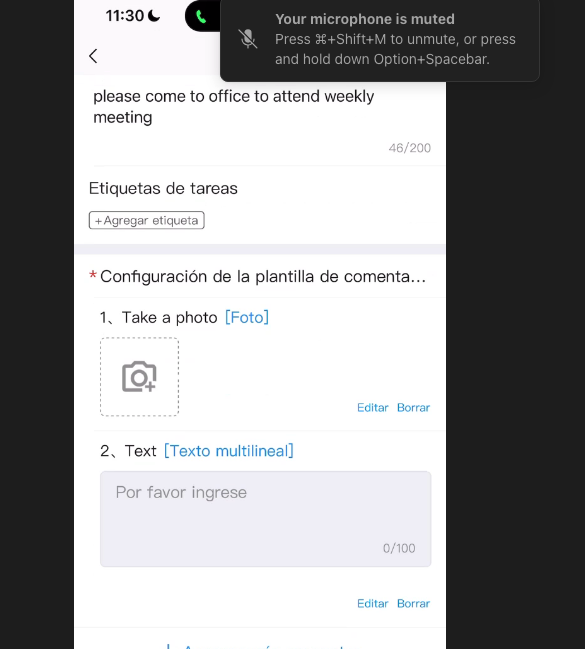 11:30
Your microphone is muted
Press ⌘+Shift+M to unmute, or press
and hold down Option+Spacebar.
please come to office to attend weekly
meeting
46/200
Etiquetas de tareas
+Agregar etiqueta
*Configuración de la plantilla de comenta...
1、Take a photo [Foto]
Editar Borrar
2、Text [Texto multilineal]
Por favor ingrese
0/100
Editar Borrar